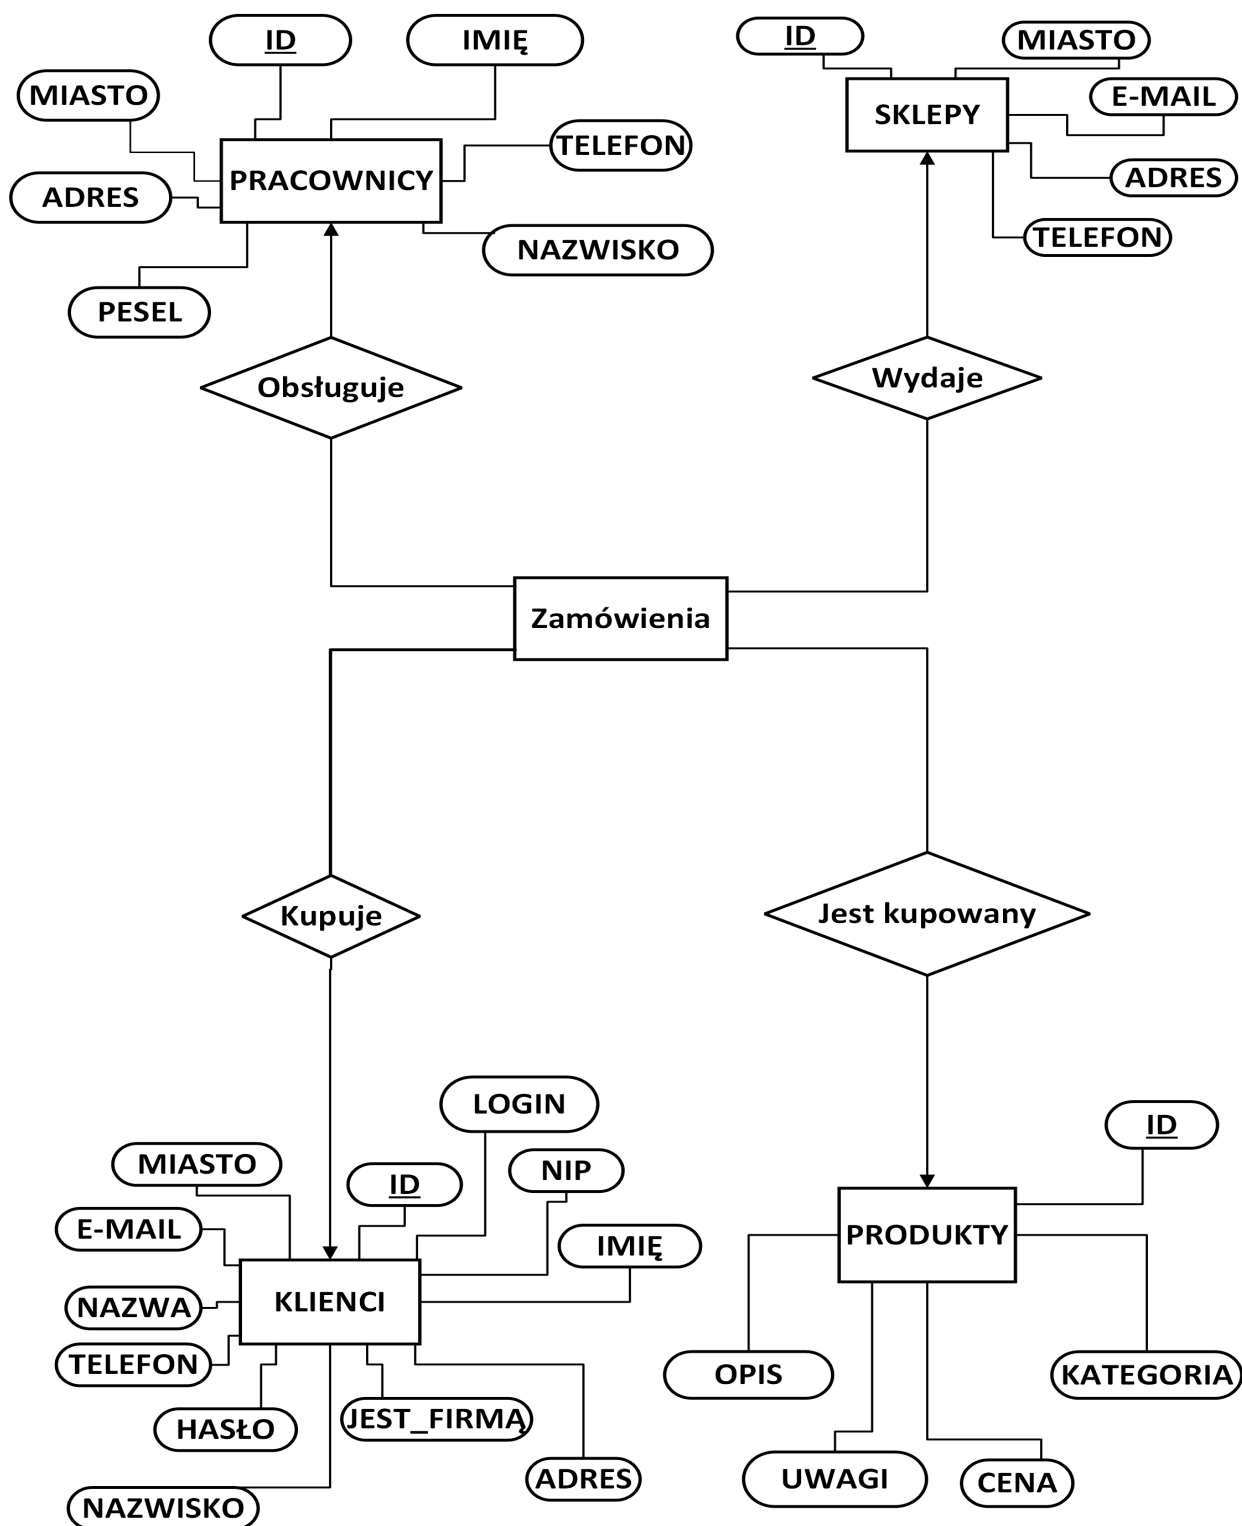 ID
IMIĘ
MIASTO
TELEFON
PRACOWNICY
ADRES
NAZWISKO
PESEL
Obsługuje
ID
MIASTO
E-MAIL
SKLEPY
ADRES
TELEFON
Wydaje
Zamówienia
Kupuje
Jest kupowany
LOGIN
MIASTO
ID
NIP
E-MAIL
IMIĘ
NAZWA
KLIENCI
TELEFON
HASŁO
JEST_FIRMĄ
ADRES
NAZWISKO
ID
PRODUKTY
OPIS
KATEGORIA
UWAGI
CENA